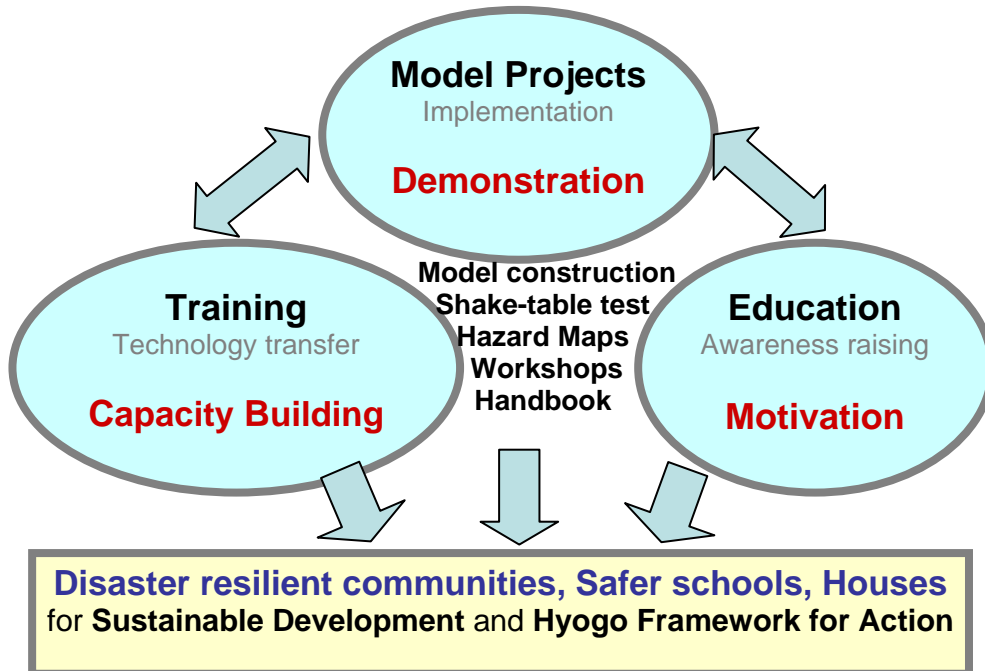 Model Projects
Implementation
Demonstration
Training
Technology transfer
Capacity Building
Model construction
Shake-table test
Hazard Maps
Workshops
Handbook
Education
Awareness raising
Motivation
Disaster resilient communities, Safer schools, Houses
for Sustainable Development and Hyogo Framework for Action